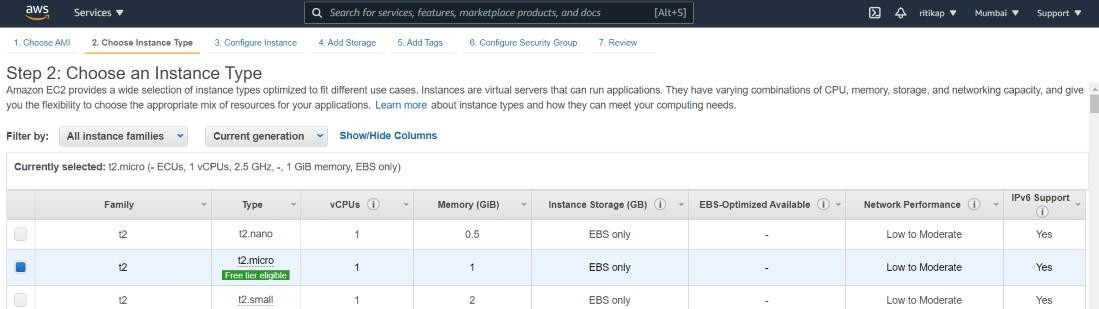 aws Services Search for services, features, marketplace products, and docs [Alt+S] ritikap Mumbai Support
1. Choose AMI 2. Choose Instance Type 3. Configure Instance 4. Add Storage 5. Add Tags 6. Configure Security Group 7. Review
Step 2: Choose an Instance Type
Amazon EC2 provides a wide selection of instance types optimized to fit different use cases. Instances are virtual servers that can run applications. They have varying combinations of CPU, memory, storage, and networking capacity, and give
you the flexibility to choose the appropriate mix of resources for your applications. Learn more about instance types and how they can meet your computing needs.
Filter by: All instance families Current generation Show/Hide Columns
Currently selected: t2.micro (- ECUs, 1 vCPUs, 2.5 GHz, -, 1 GiB memory, EBS only)
Family Type vCPUs Memory (GiB) Instance Storage (GB) EBS-Optimized Available Network Performance IPv6 Support
t2 t2.nano 1 0.5 EBS only - Low to Moderate Yes
t2 t2.micro 1 1 EBS only - Low to Moderate Yes
Free tier eligible
t2 t2.small 1 2 EBS only - Low to Moderate Yes